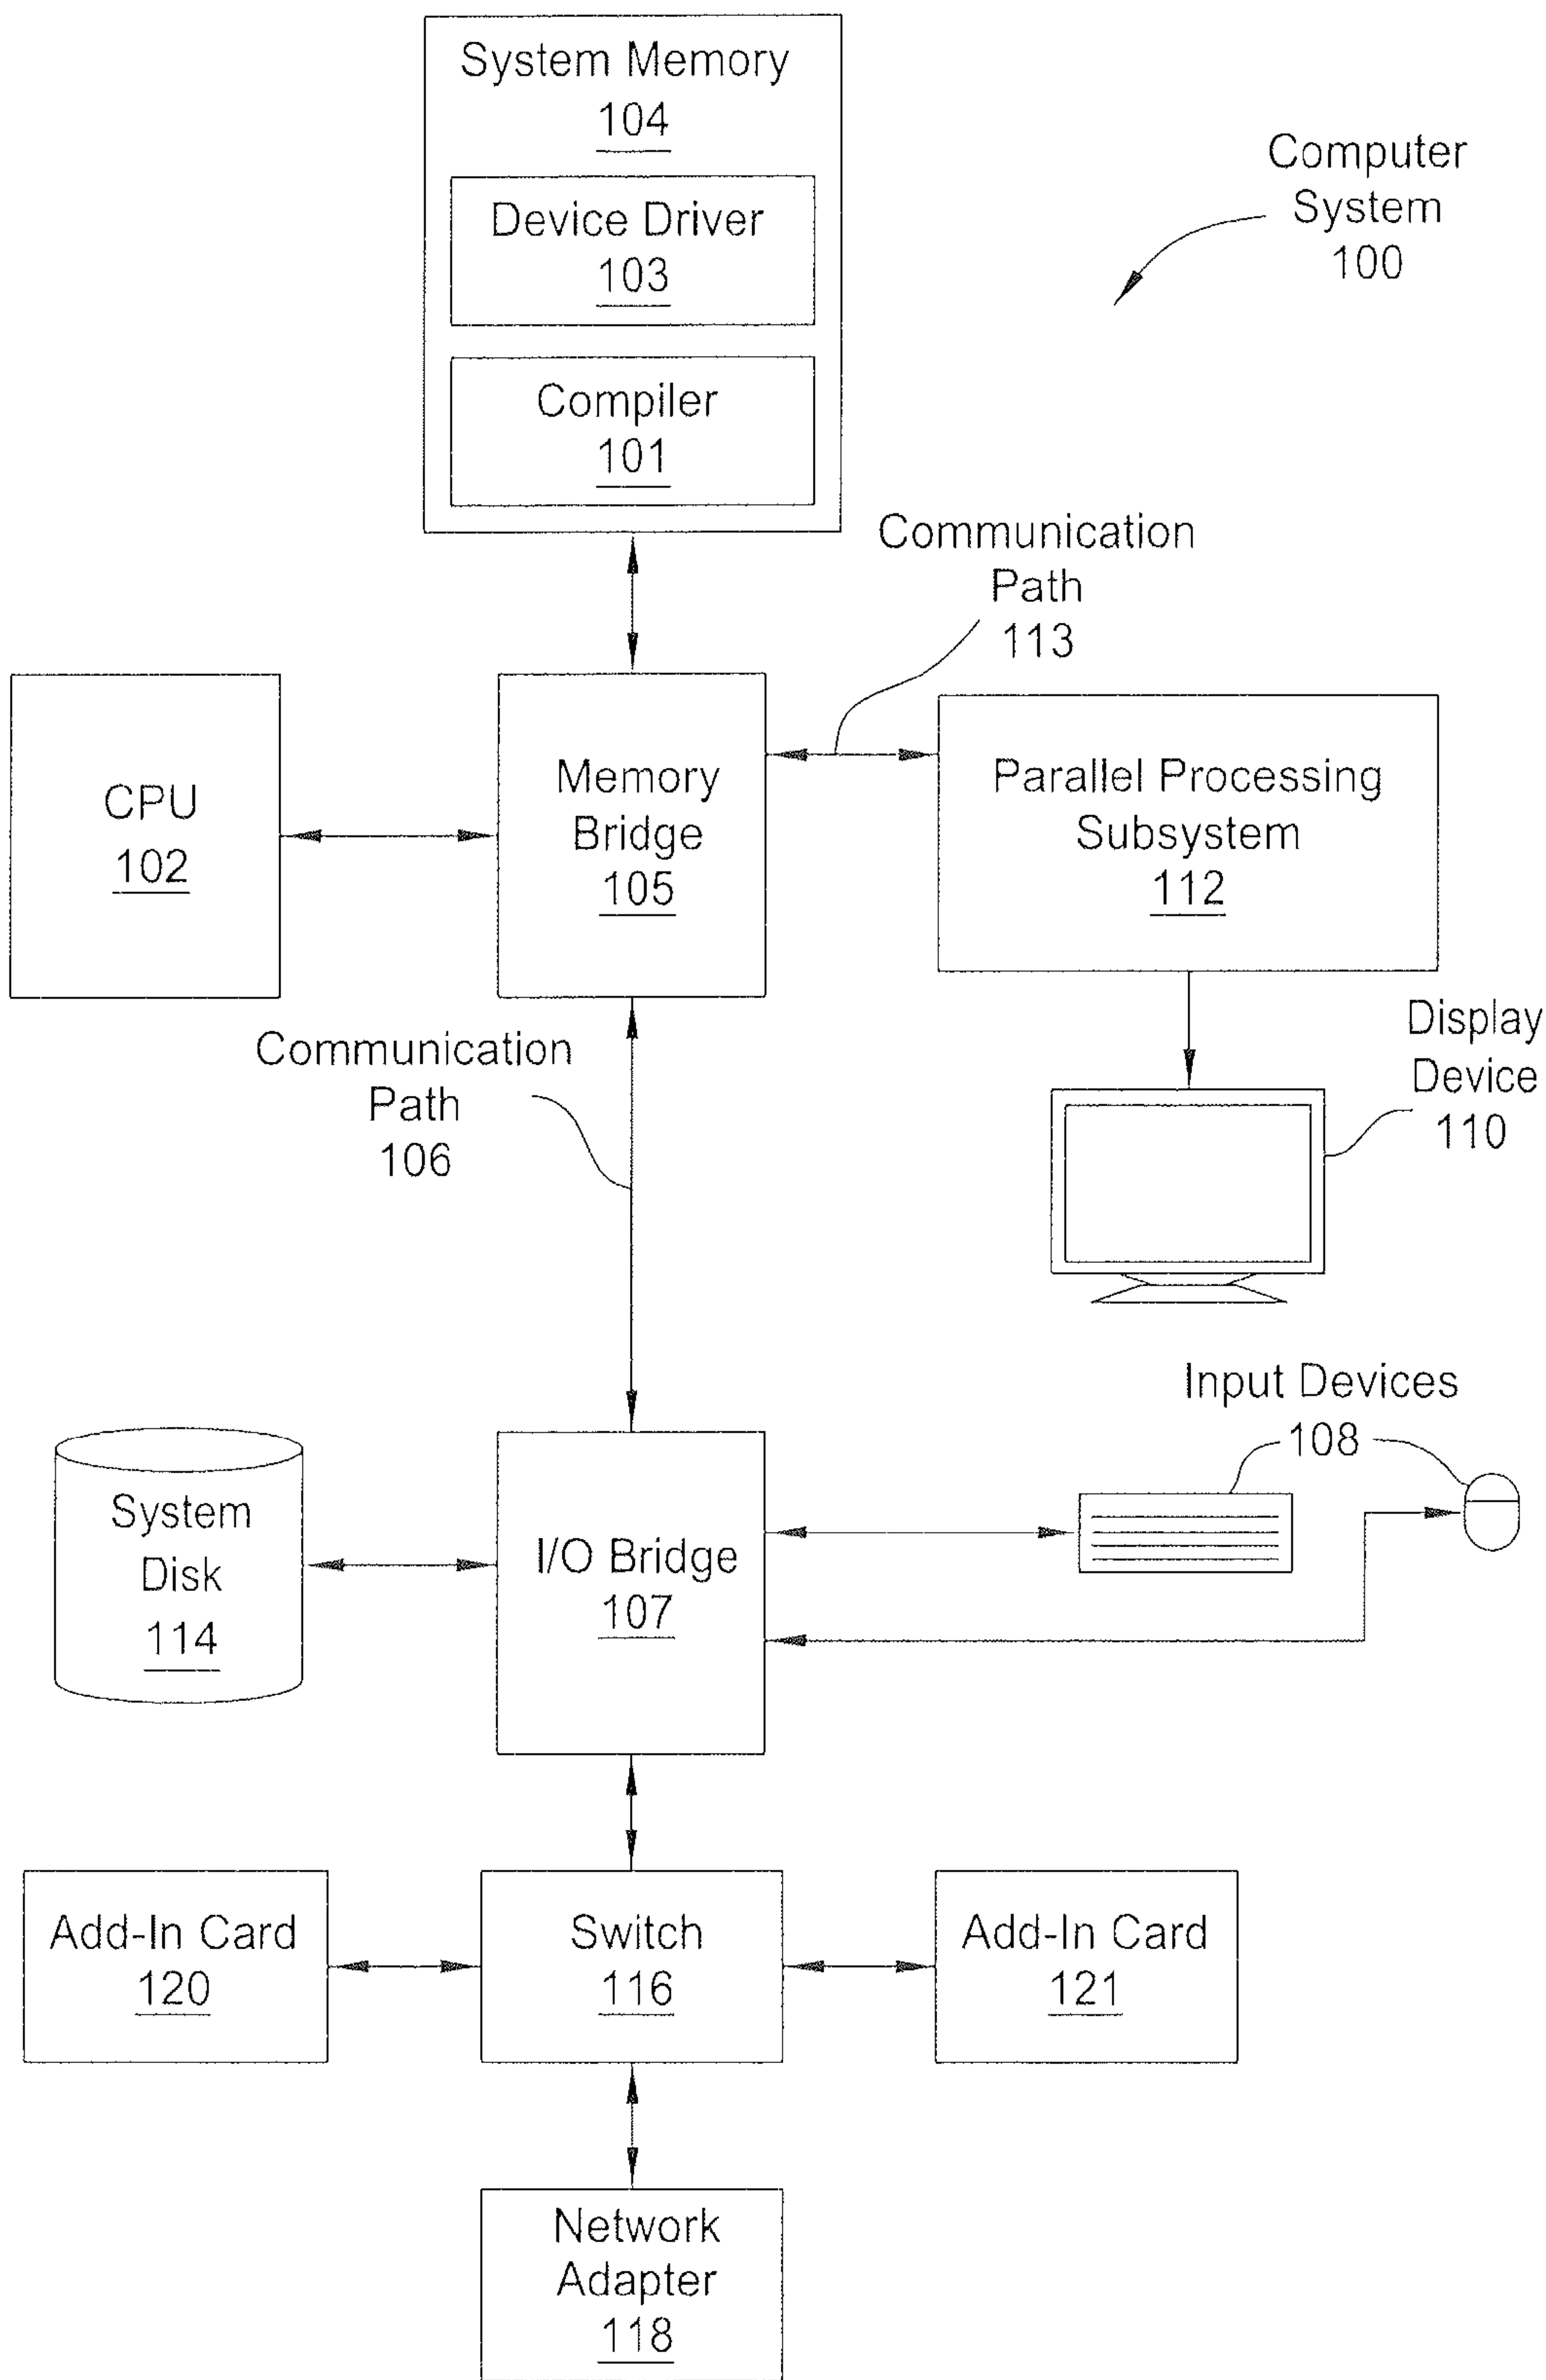 System Memory
104
Device Driver
103
Compiler
101
Computer
System
100
Communication
Path
113
CPU
102
Memory
Bridge
105
Parallel Processing
Subsystem
112
Communication
Path
106
Display
Device
110
Input Devices
108
System
Disk
114
I/O Bridge
107
Add-In Card
120
Switch
116
Add-In Card
121
Network
Adapter
118